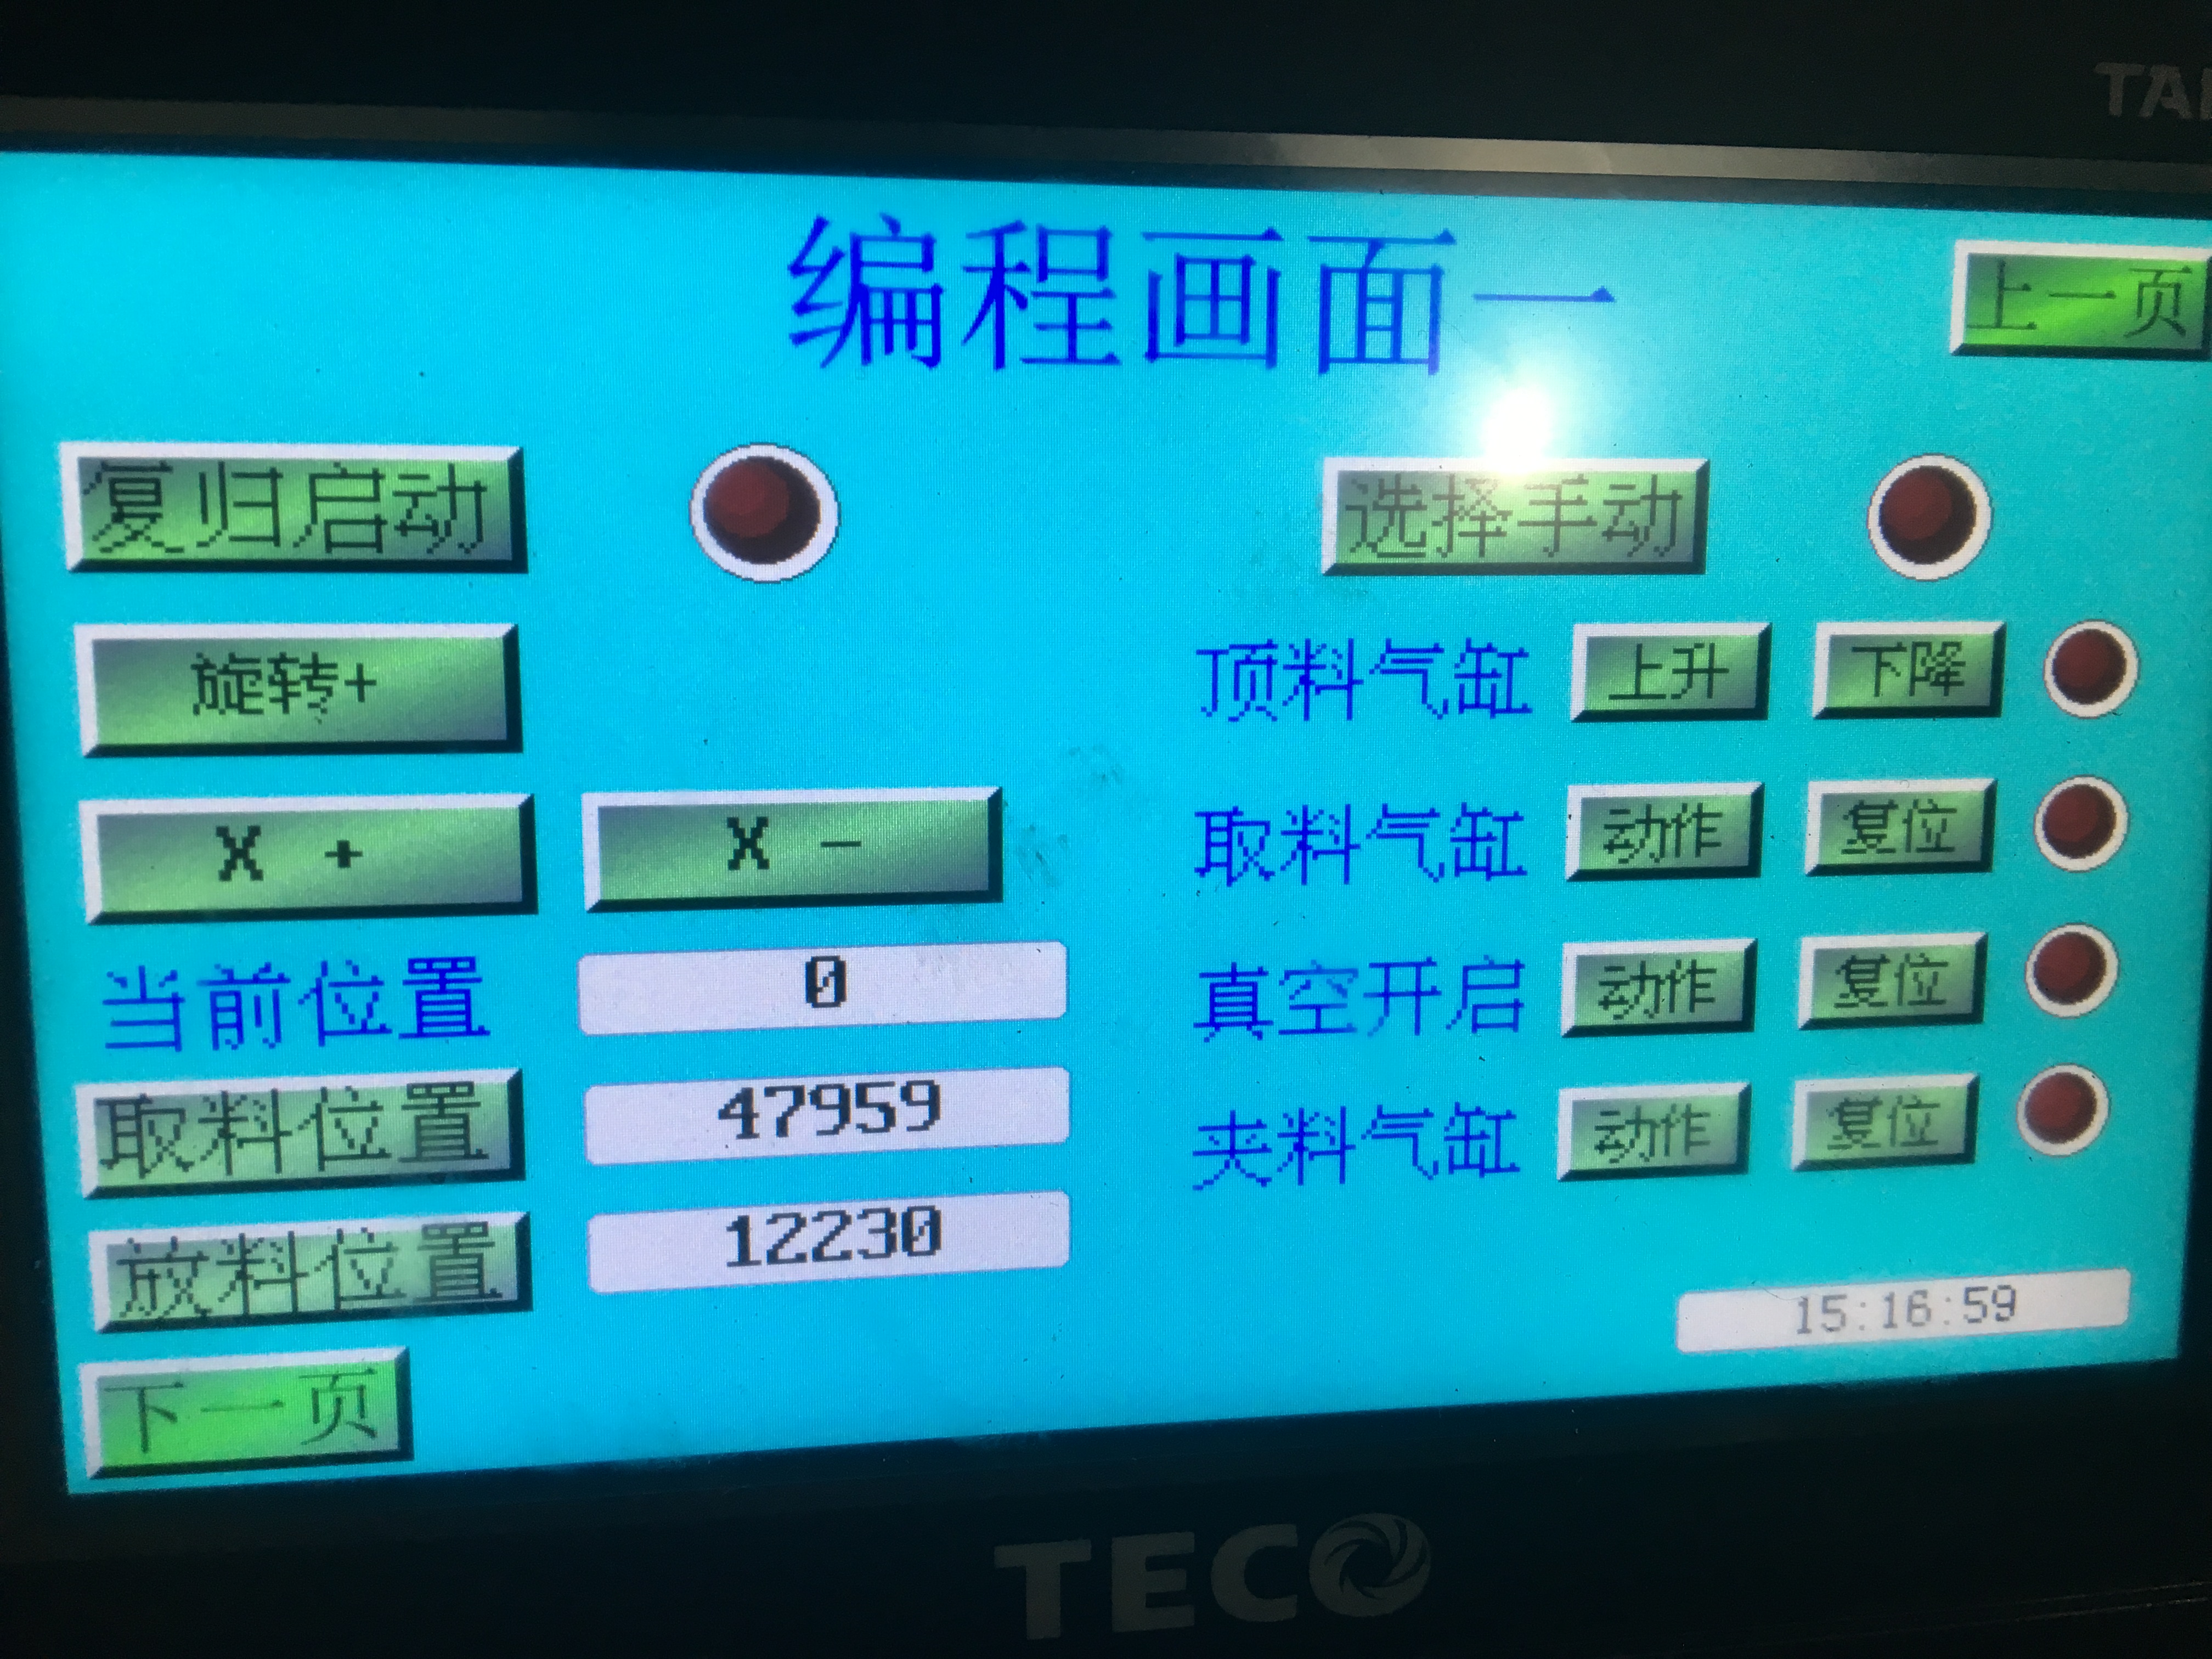 编程画面一
上一页
复归启动 选择手动
旋转+ 顶料气缸 上升 下降
X + X - 取料气缸 动作 复位
当前位置 0 真空开启 动作 复位
取料位置 47959 夹料气缸 动作 复位
放料位置 12230
15:16:59
下一页
TECO